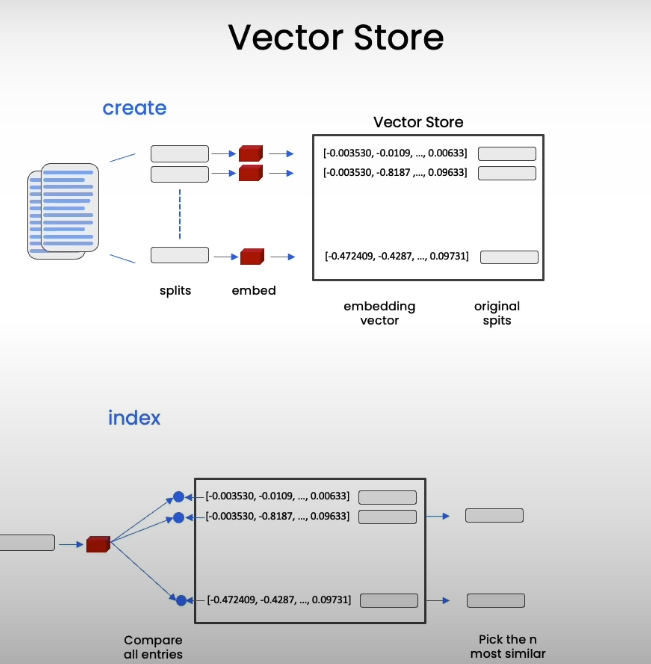 Vector Store
create
Vector Store
[-0.003530, -0.0109, ..., 0.00633]
[-0.003530, -0.8187 ,..., 0.09633]
[-0.472409, -0.4287, ..., 0.09731]
splits
embed
embedding
vector
original
spits
index
[-0.003530, -0.0109, ..., 0.00633]
[-0.003530, -0.8187, ..., 0.09633]
[-0.472409, -0.4287, ..., 0.09731]
Compare
all entries
Pick the n
most similar